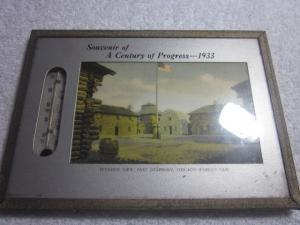 Souvenir of
A Century of Progress—1933
INTERIOR VIEW, FORT DEARBORN, CHICAGO WORLD'S FAIR